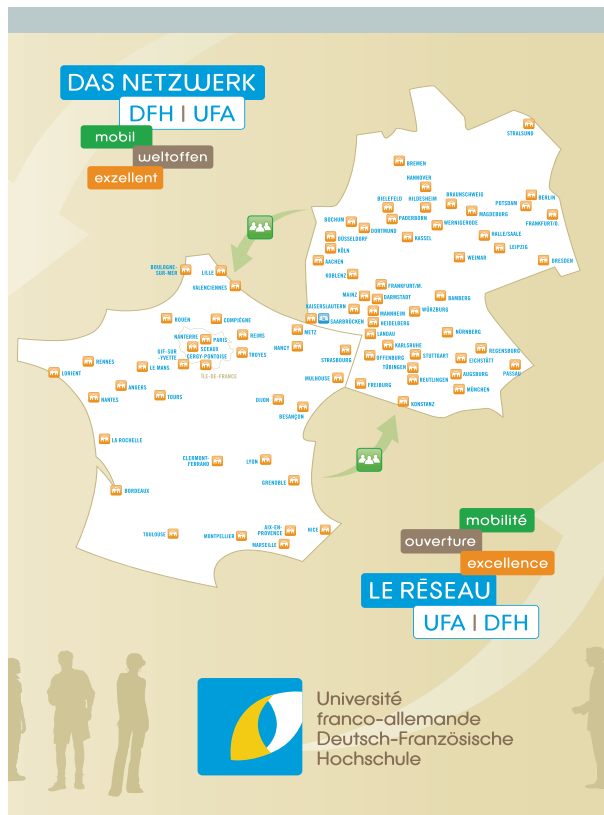 DAS NETZWERK
DFH | UFA
mobil
weltoffen
exzellent
STRALSUND
BREMEN
HANNOVER
BIELEFELD
HILDESHEIM
BRAUNSCHWEIG
POTSDAM
BERLIN
BOCHUM
PADERBORN
MAGDEBURG
FRANKFURT/O.
DORTMUND
WERNIGERODE
DÜSSELDORF
KASSEL
HALLE/SAALE
KÖLN
LEIPZIG
AACHEN
WEIMAR
DRESDEN
KOBLENZ
FRANKFURT/M.
MAINZ
DARMSTADT
BAMBERG
KAISERSLAUTERN
MANNHEIM
WÜRZBURG
SAARBRÜCKEN
HEIDELBERG
LANDAU
NÜRNBERG
KARLSRUHE
REGENSBURG
OFFENBURG
STUTTGART
EICHSTÄTT
TÜBINGEN
PASSAU
REUTLINGEN
AUGSBURG
FREIBURG
MÜNCHEN
KONSTANZ
BOULOGNE-
SUR-MER
LILLE
VALENCIENNES
ROUEN
COMPIÈGNE
METZ
NANTERRE
PARIS
REIMS
NANCY
SCEAUX
GIF-SUR
-YVETTE
CERGY-PONTOISE
TROYES
STRASBOURG
RENNES
LE MANS
ÎLE-DE-FRANCE
LORIENT
MULHOUSE
ANGERS
NANTES
TOURS
DIJON
BESANÇON
LA ROCHELLE
CLERMONT-
FERRAND
LYON
GRENOBLE
BORDEAUX
TOULOUSE
MONTPELLIER
AIX-EN-
PROVENCE
NICE
MARSEILLE
mobilité
ouverture
excellence
LE RÉSEAU
UFA | DFH
Université
franco-allemande
Deutsch-Französische
Hochschule